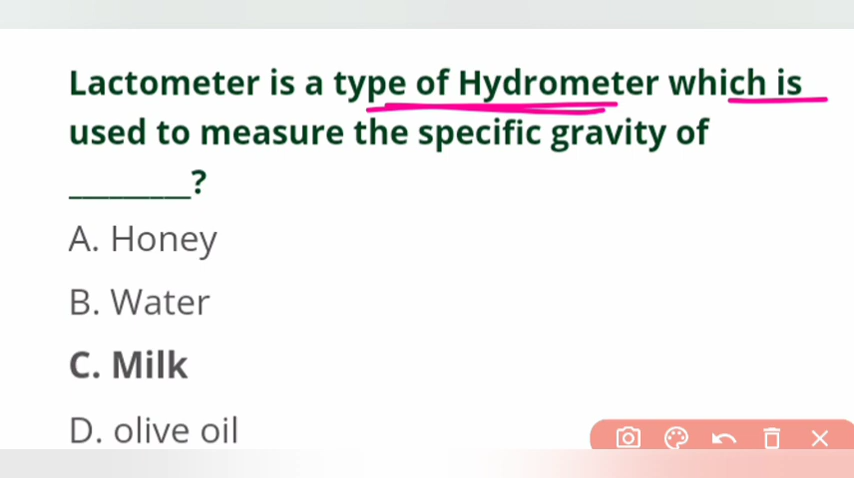 Lactometer is a type of Hydrometer which is
used to measure the specific gravity of
_________?
A. Honey
B. Water
C. Milk
D. olive oil